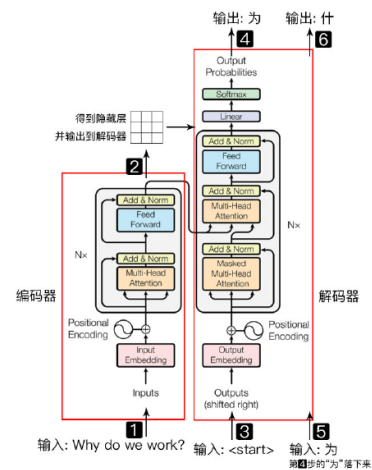 输出: 为
输出: 什
4
6
Output
Probabilities
Softmax
Linear
得到隐藏层
并输出到解码器
2
Add & Norm
Feed
Forward
Add & Norm
Multi-Head
Attention
Add & Norm
Masked
Multi-Head
Attention
N×
Add & Norm
Feed
Forward
Add & Norm
Multi-Head
Attention
N×
编码器
解码器
Positional
Encoding
Positional
Encoding
Input
Embedding
Output
Embedding
Inputs
Outputs
(shifted right)
1
3
5
输入: Why do we work?
输入: <start>
输入: 为
第4步的“为”落下来